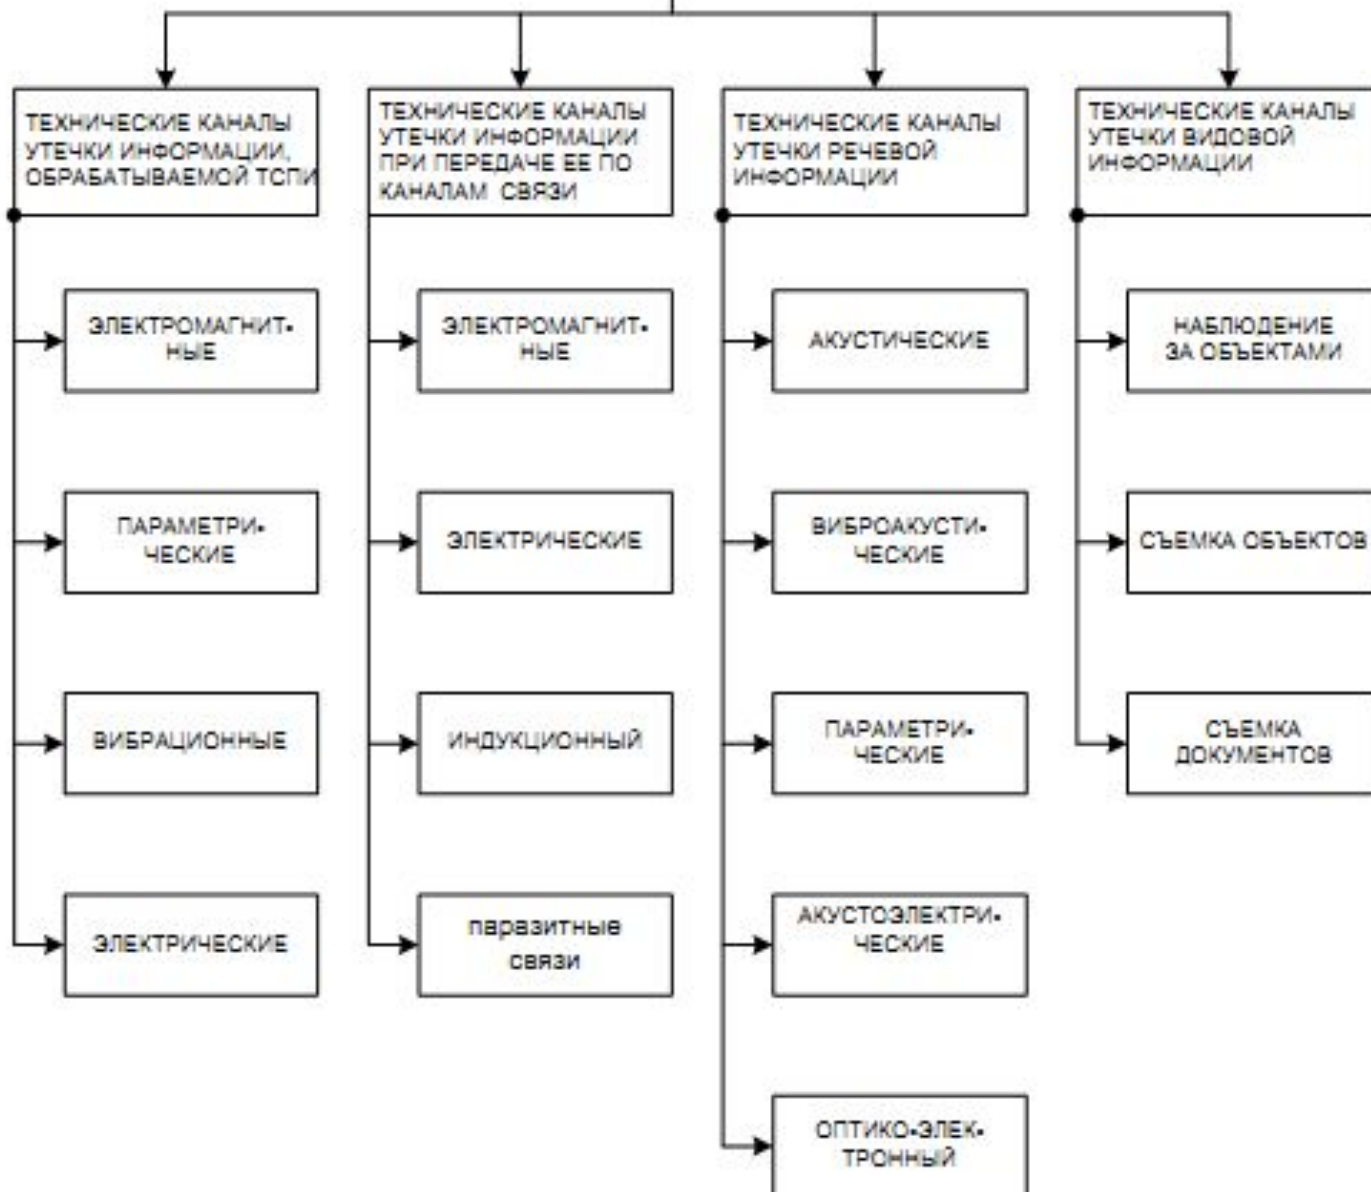 ТЕХНИЧЕСКИЕ КАНАЛЫ
УТЕЧКИ ИНФОРМАЦИИ,
ОБРАБАТЫВАЕМОЙ ТСПИ
ЭЛЕКТРОМАГНИТ-
НЫЕ
ПАРАМЕТРИ-
ЧЕСКИЕ
ВИБРАЦИОННЫЕ
ЭЛЕКТРИЧЕСКИЕ
ТЕХНИЧЕСКИЕ КАНАЛЫ
УТЕЧКИ ИНФОРМАЦИИ
ПРИ ПЕРЕДАЧЕ ЕЕ ПО
КАНАЛАМ СВЯЗИ
ЭЛЕКТРОМАГНИТ-
НЫЕ
ЭЛЕКТРИЧЕСКИЕ
ИНДУКЦИОННЫЙ
паразитные
связи
ТЕХНИЧЕСКИЕ КАНАЛЫ
УТЕЧКИ РЕЧЕВОЙ
ИНФОРМАЦИИ
АКУСТИЧЕСКИЕ
ВИБРОАКУСТИ-
ЧЕСКИЕ
ПАРАМЕТРИ-
ЧЕСКИЕ
АКУСТОЭЛЕКТРИ-
ЧЕСКИЕ
ОПТИКО-ЭЛЕК-
ТРОННЫЙ
ТЕХНИЧЕСКИЕ КАНАЛЫ
УТЕЧКИ ВИДОВОЙ
ИНФОРМАЦИИ
НАБЛЮДЕНИЕ
ЗА ОБЪЕКТАМИ
СЪЕМКА ОБЪЕКТОВ
СЪЕМКА
ДОКУМЕНТОВ